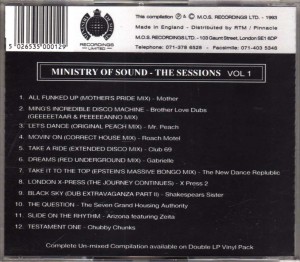 This compilation ℗ & © M.O.S. RECORDINGS LTD. - 1993
Made in England - Distributed by RTM / Pinnacle
M.O.S. RECORDINGS LTD. - 103 Gaunt Street, London SE1 6DP
Telephone: 071-378 6528 - Facsimile: 071-403 5348
RECORDINGS
LIMITED
5 026535 000129
MINISTRY OF SOUND - THE SESSIONS VOL 1
1. ALL FUNKED UP (MOTHERS PRIDE MIX) - Mother
2. MING'S INCREDIBLE DISCO MACHINE - Brother Love Dubs
(GEEEEETAAR & PEEEEEANNO MIX)
3. LET'S DANCE (ORIGINAL PEACH MIX) - Mr. Peach
4. MOVIN' ON (CORRECT HOUSE MIX) - Roach Motel
5. TAKE A RIDE (EXTENDED DISCO MIX) - Club 69
6. DREAMS (RED UNDERGROUND MIX) - Gabrielle
7. TAKE IT TO THE TOP (EPSTEIN'S MASSIVE BONGO MIX) - The New Dance Republic
8. LONDON X-PRESS (THE JOURNEY CONTINUES) - X Press 2
9. BLACK SKY (DUB EXTRAVAGANZA PART II) - Shakespears Sister
10. THE QUESTION - The Seven Grand Housing Authority
11. SLIDE ON THE RHYTHM - Arizona featuring Zeitia
12. TESTAMENT ONE - Chubby Chunks
Complete Un-mixed Compilation available on Double LP Vinyl Pack